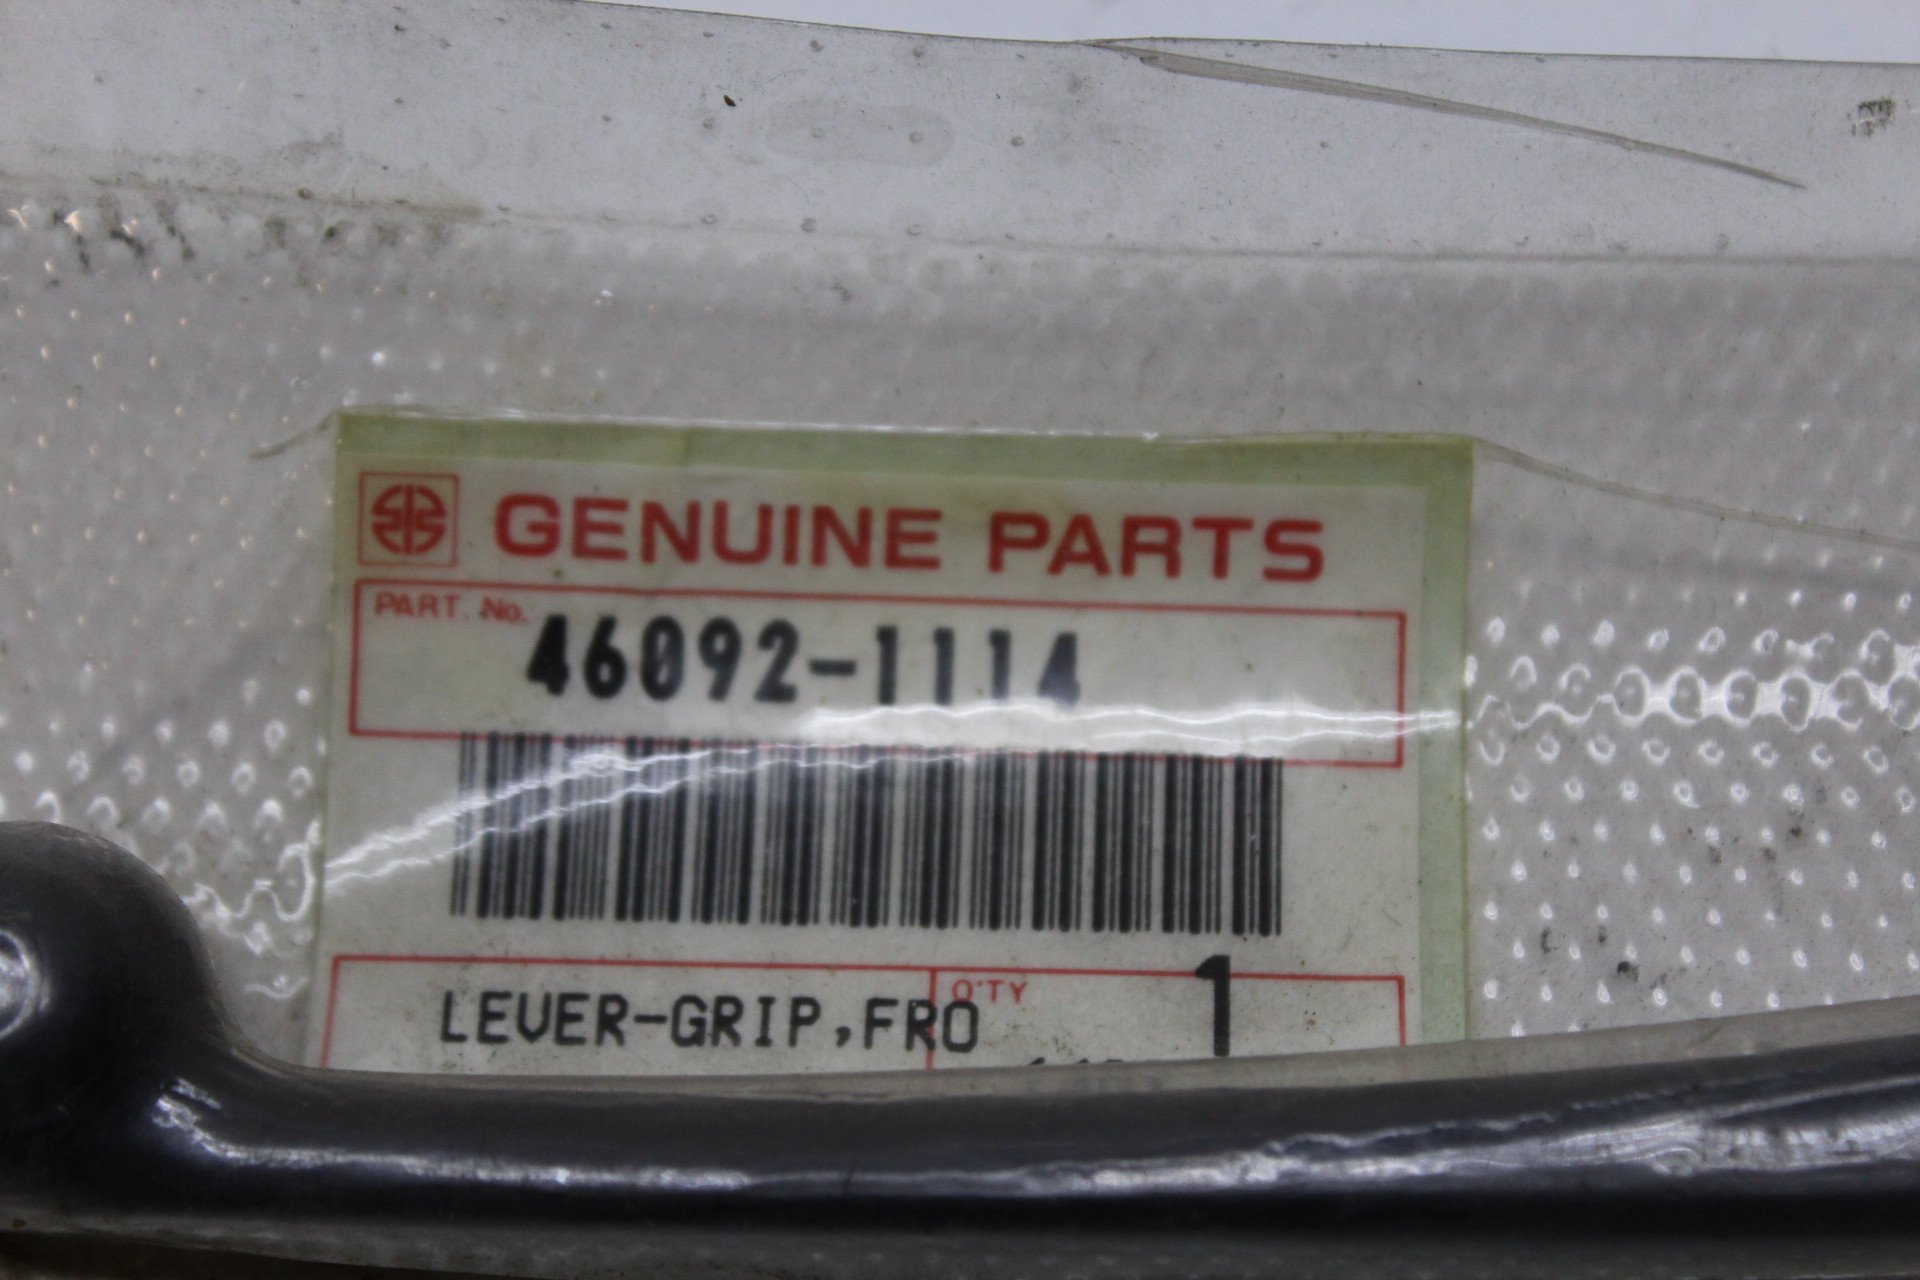 GENUINE PARTS
PART. No.
46092-1114
LEVER-GRIP,FRO
Q'TY
1